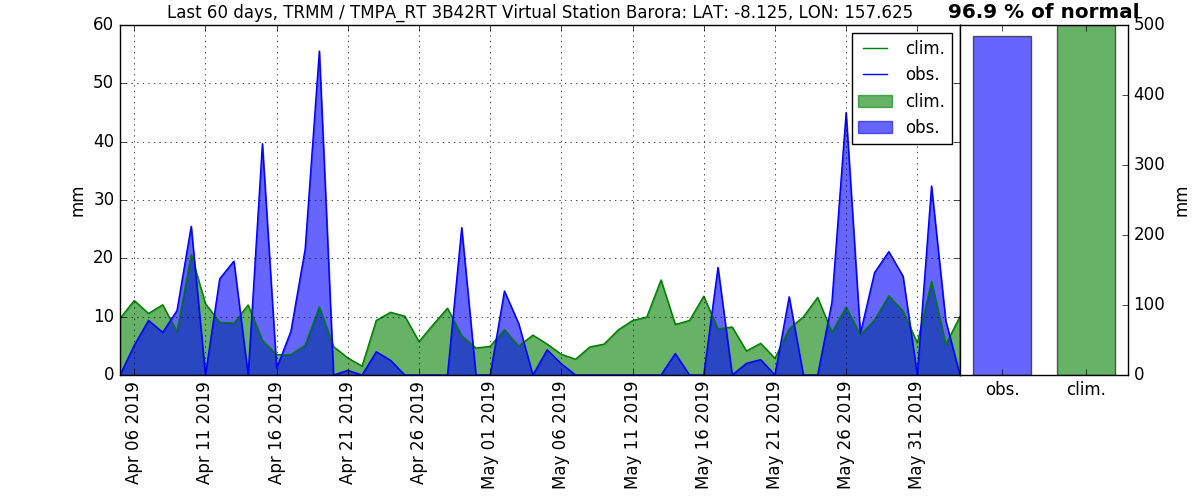 Last 60 days, TRMM / TMPA_RT 3B42RT Virtual Station Barora: LAT: -8.125, LON: 157.625
96.9 % of normal
60
50
40
30
20
10
0
mm
clim.
obs.
clim.
obs.
500
400
300
200
100
0
mm
obs.
clim.
Apr 06 2019
Apr 11 2019
Apr 16 2019
Apr 21 2019
Apr 26 2019
May 01 2019
May 06 2019
May 11 2019
May 16 2019
May 21 2019
May 26 2019
May 31 2019